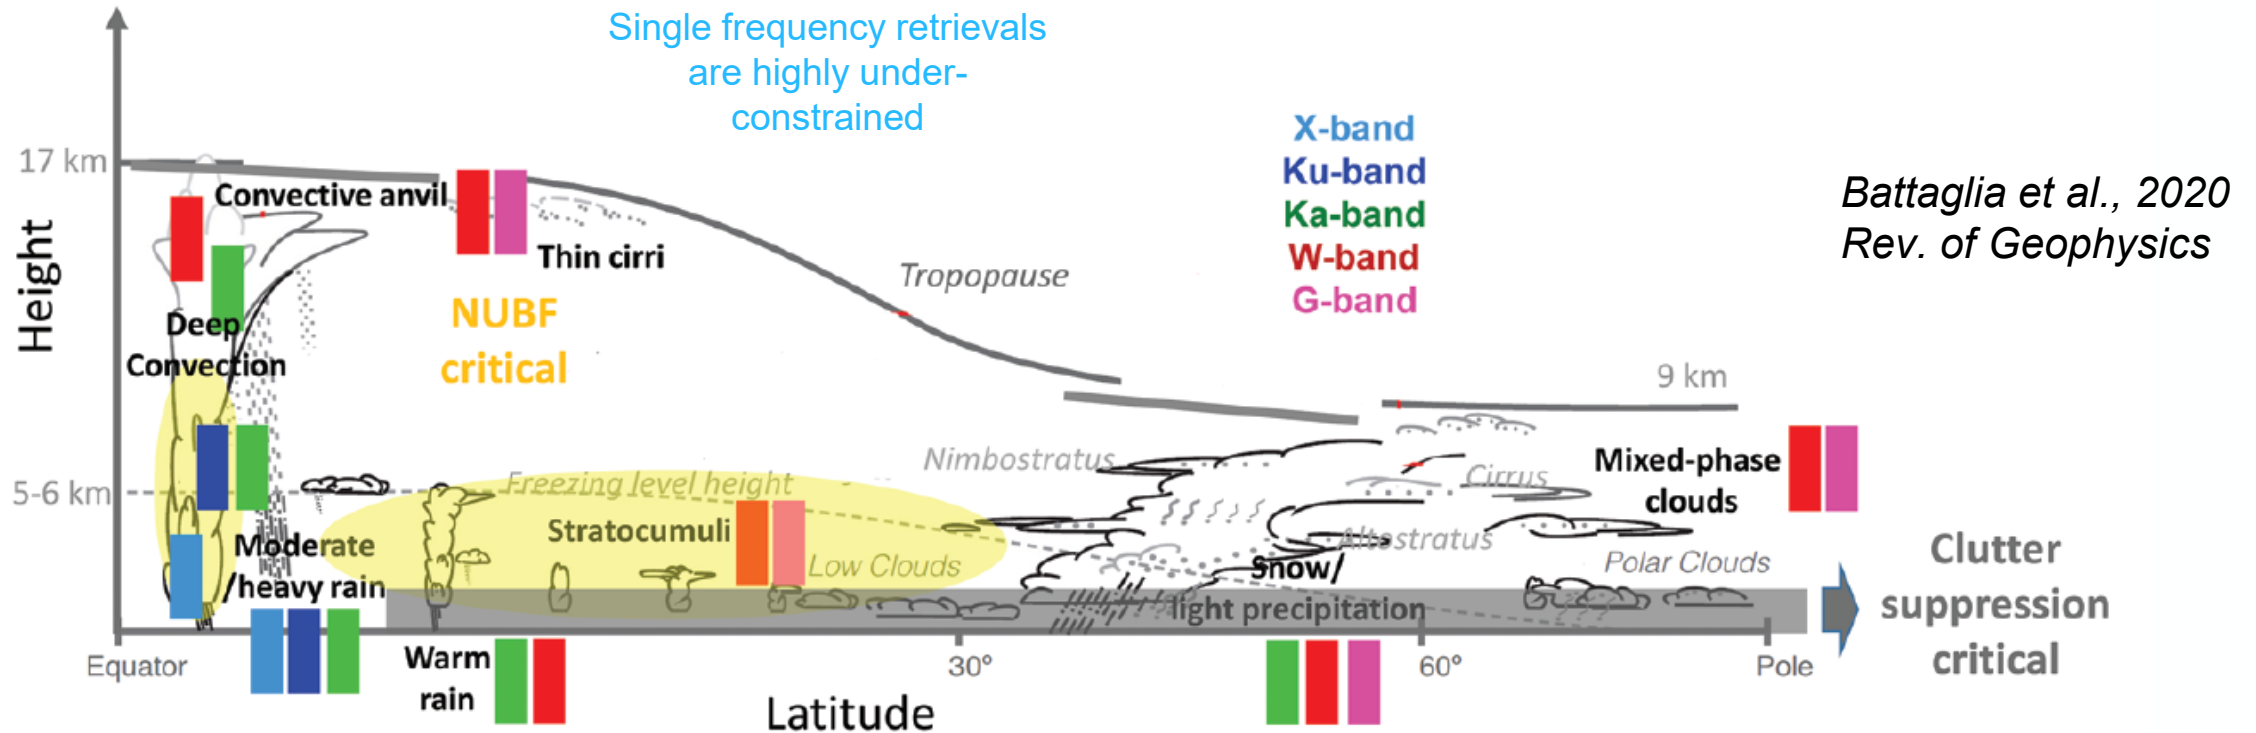 Single frequency retrievals
are highly under-
constrained
X-band
Ku-band
Ka-band
W-band
G-band
Battaglia et al., 2020
Rev. of Geophysics
Height
17 km
Convective anvil
Thin cirri
Tropopause
NUBF
critical
Deep
Convection
9 km
5-6 km
Freezing level height
Nimbostratus
Cirrus
Mixed-phase
clouds
Stratocumuli
Low Clouds
Altostratus
Polar Clouds
Moderate
/heavy rain
Snow/
light precipitation
Clutter
suppression
critical
Equator
Warm
rain
30º
60º
Pole
Latitude